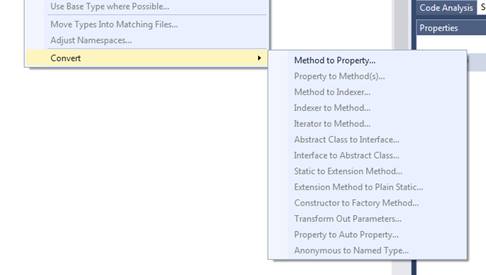 Use Base Type where Possible...
Move Types Into Matching Files...
Adjust Namespaces...
Convert
Method to Property...
Property to Method(s)...
Method to Indexer...
Indexer to Method...
Iterator to Method...
Abstract Class to Interface...
Interface to Abstract Class...
Static to Extension Method...
Extension Method to Plain Static...
Constructor to Factory Method...
Transform Out Parameters...
Property to Auto Property...
Anonymous to Named Type...
Code Analysis
Properties